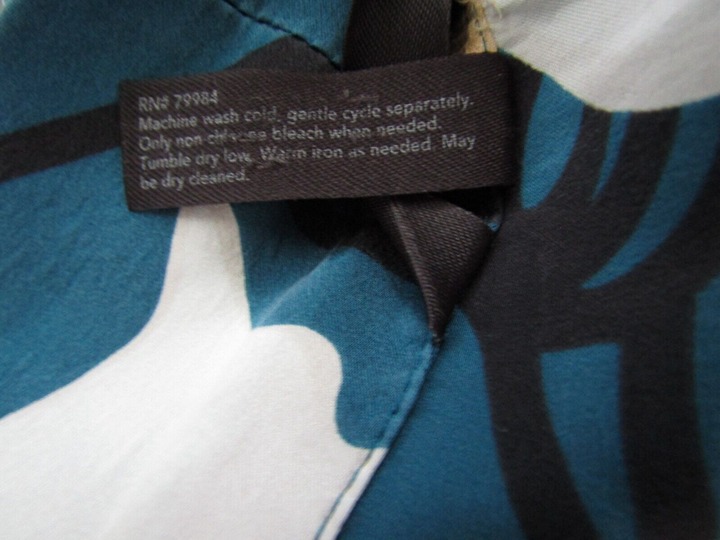 RN# 79984
Machine wash cold, gentle cycle separately.
Only non chlorine bleach when needed.
Tumble dry low. Warm iron as needed. May
be dry cleaned.